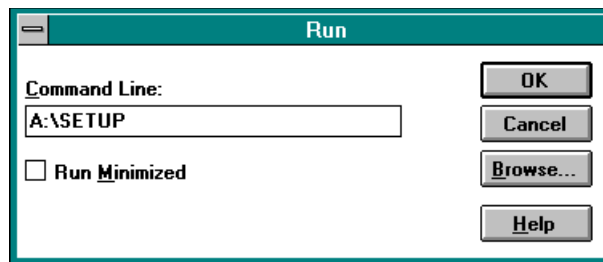 Run
Command Line:
A:\SETUP
Run Minimized
OK
Cancel
Browse...
Help